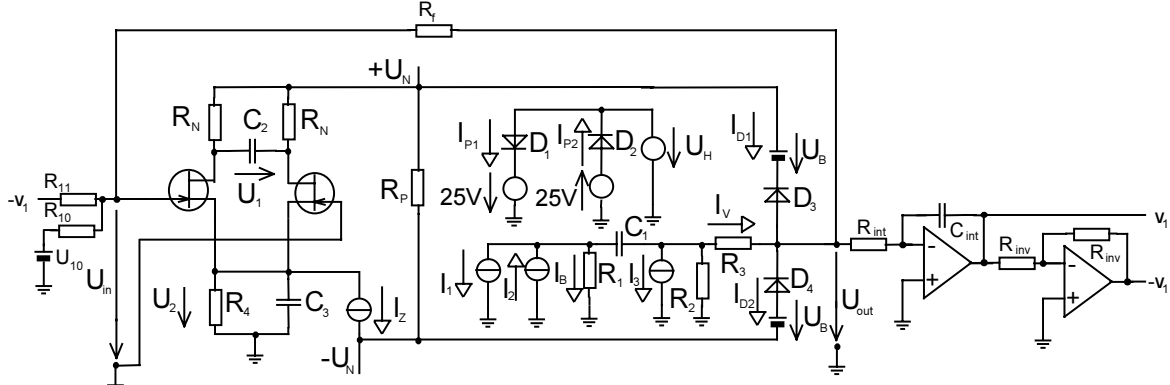 R_f
+U_N
R_N C_2 R_N
I_P1 D_1 I_P2 D_2 U_H I_D1 U_B
U_1
R_11
-v_1
R_10
R_P 25V 25V D_3
I_V
C_1
R_int C_int v_1
U_10
U_in
U_2 R_4 C_3 I_Z
I_1 I_2 I_B R_1 I_3 R_2 R_3 I_D2 D_4 U_B U_out
R_inv R_inv
- + - +
-v_1
-U_N